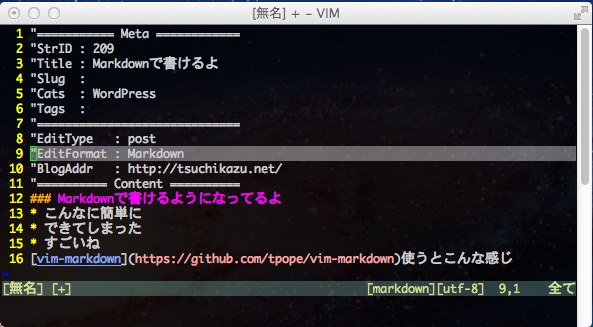 [無名] + – VIM
1 "=========== Meta =============
2 "StrID : 209
3 "Title : Markdownで書けるよ
4 "Slug  :
5 "Cats  : WordPress
6 "Tags  :
7 "=============================
8 "EditType   : post
9 "EditFormat : Markdown
10 "BlogAddr   : http://tsuchikazu.net/
11 "=========== Content ===========
12 ### Markdownで書けるようになってるよ
13 * こんなに簡単に
14 * できてしまった
15 * すごいね
16 [vim-markdown](https://github.com/tpope/vim-markdown)使うとこんな感じ
~
[無名] [+] [markdown][utf-8] 9,1 全て